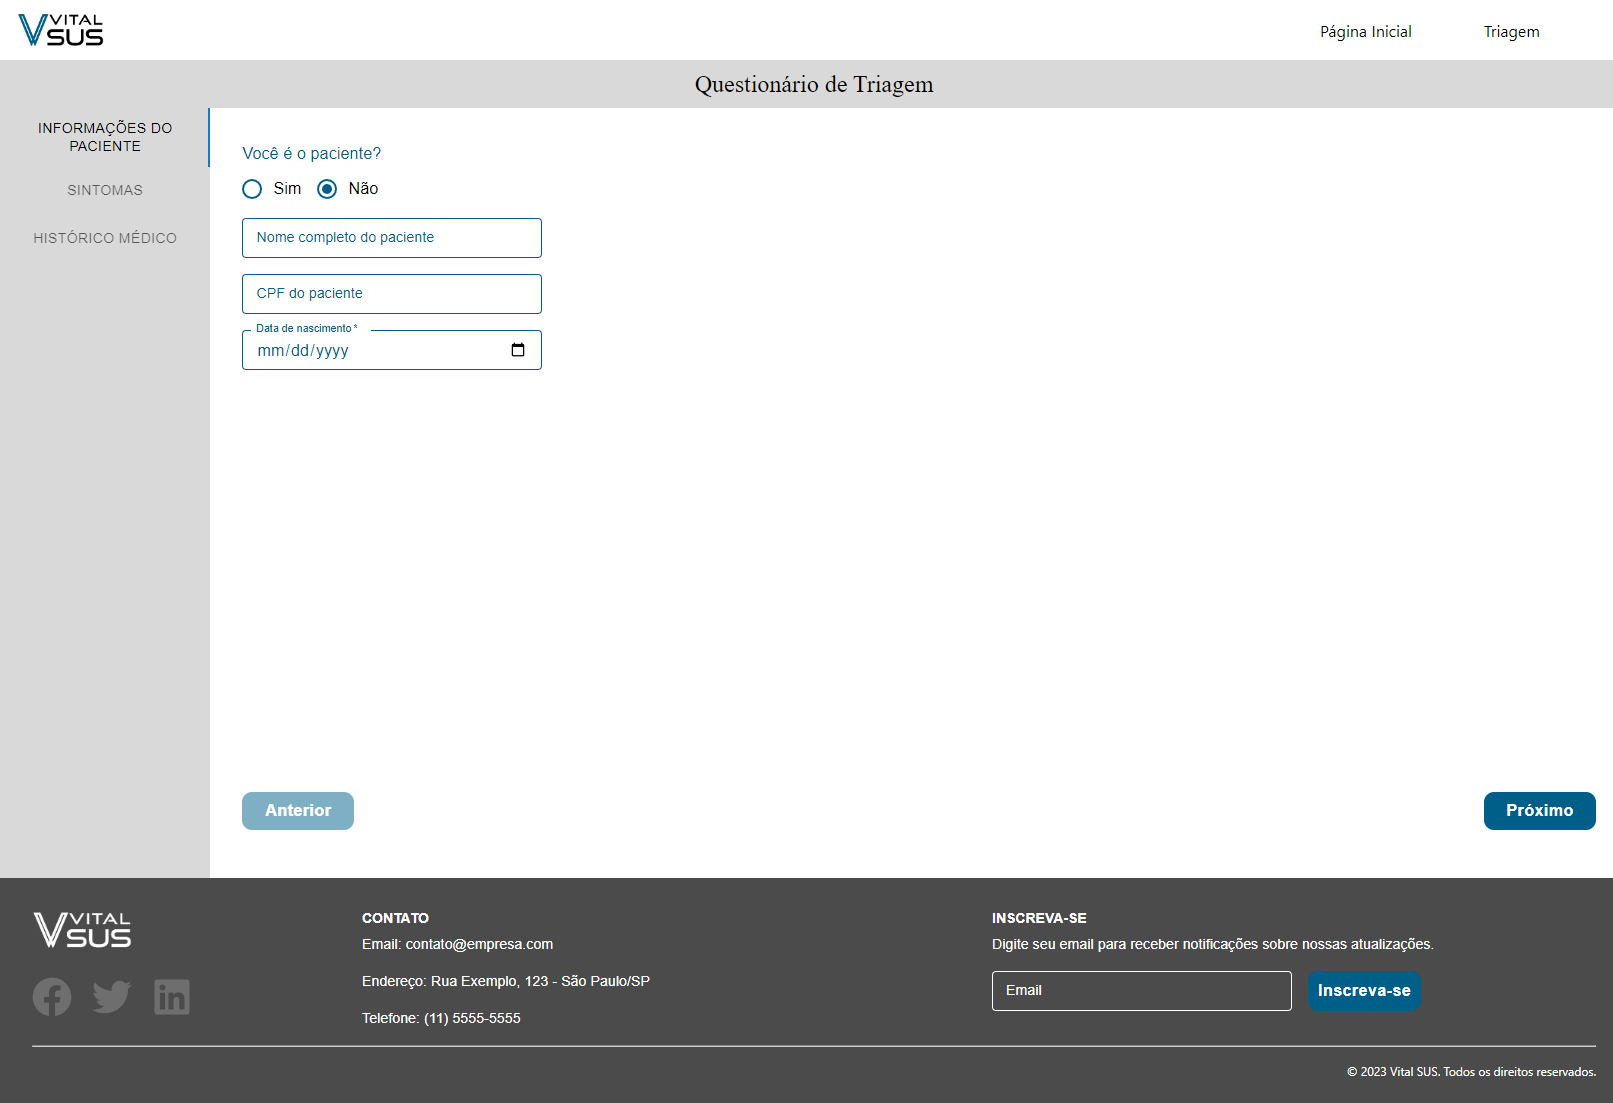 VITAL
SUS
Página Inicial
Triagem
Questionário de Triagem
INFORMAÇÕES DO
PACIENTE
SINTOMAS
HISTÓRICO MÉDICO
Você é o paciente?
Sim
Não
Nome completo do paciente
CPF do paciente
Data de nascimento *
mm/dd/yyyy
Anterior
Próximo
VITAL
SUS
CONTATO
Email: contato@empresa.com
Endereço: Rua Exemplo, 123 - São Paulo/SP
Telefone: (11) 5555-5555
INSCREVA-SE
Digite seu email para receber notificações sobre nossas atualizações.
Email
Inscreva-se
© 2023 Vital SUS. Todos os direitos reservados.